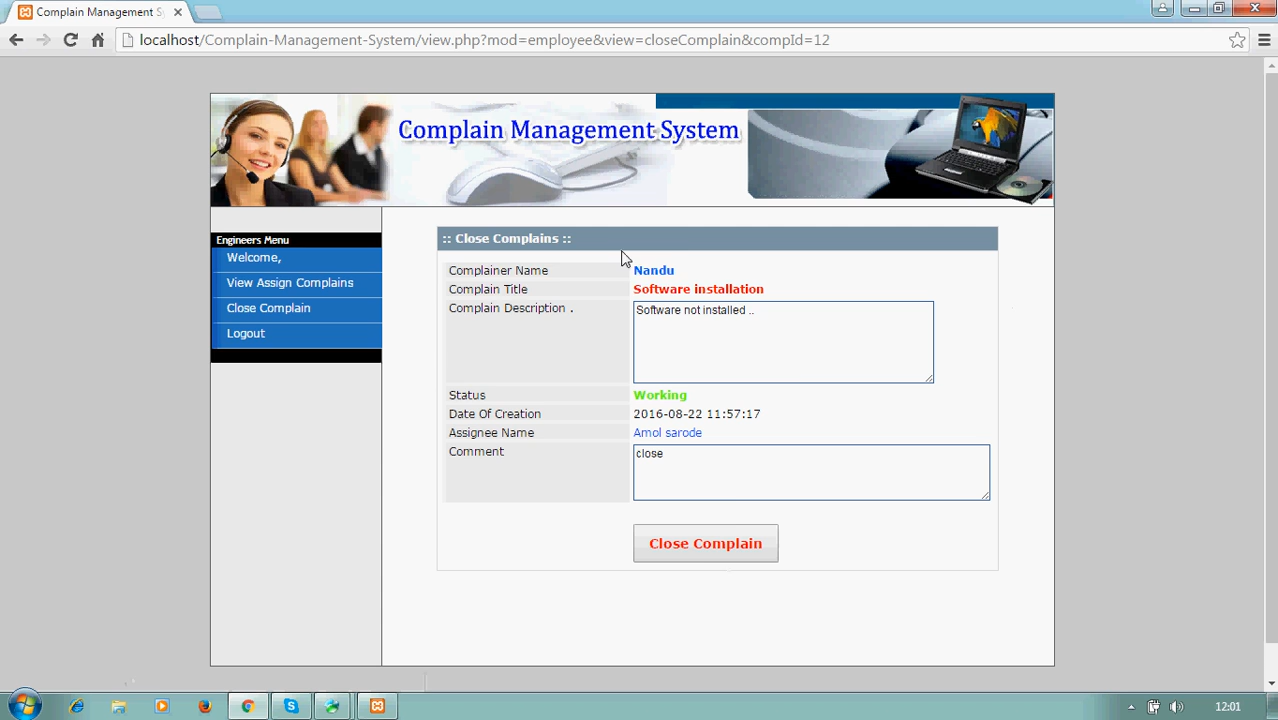 Complain Management S
localhost/Complain-Management-System/view.php?mod=employee&view=closeComplain&compId=12
Complain Management System
Engineers Menu
Welcome,
View Assign Complains
Close Complain
Logout
:: Close Complains ::
Complainer Name Nandu
Complain Title Software installation
Complain Description . Software not installed ..
Status Working
Date Of Creation 2016-08-22 11:57:17
Assignee Name Amol sarode
Comment close
Close Complain
12:01